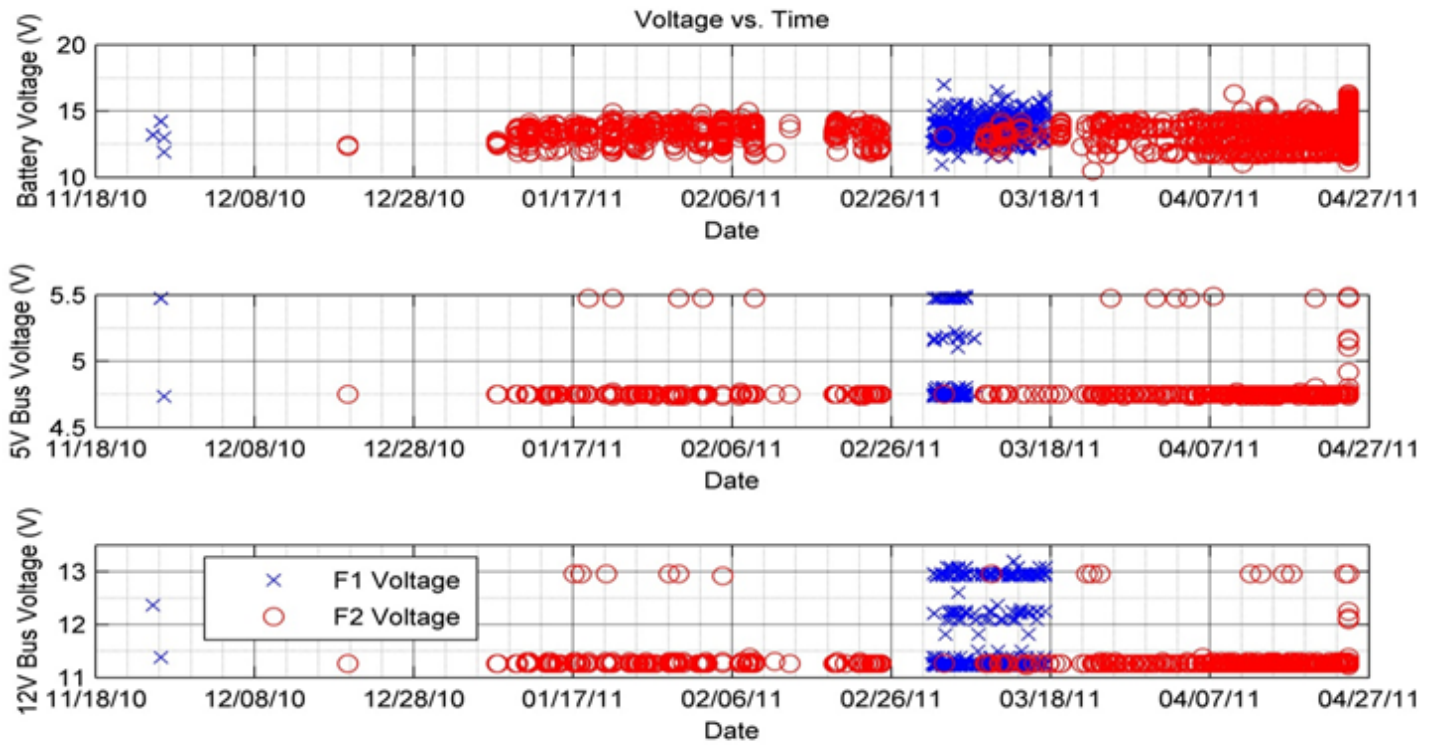 Voltage vs. Time
Battery Voltage (V)
20
15
10
11/18/10 12/08/10 12/28/10 01/17/11 02/06/11 02/26/11 03/18/11 04/07/11 04/27/11
Date
5V Bus Voltage (V)
5.5
5
4.5
11/18/10 12/08/10 12/28/10 01/17/11 02/06/11 02/26/11 03/18/11 04/07/11 04/27/11
Date
12V Bus Voltage (V)
13
12
11
F1 Voltage
F2 Voltage
11/18/10 12/08/10 12/28/10 01/17/11 02/06/11 02/26/11 03/18/11 04/07/11 04/27/11
Date